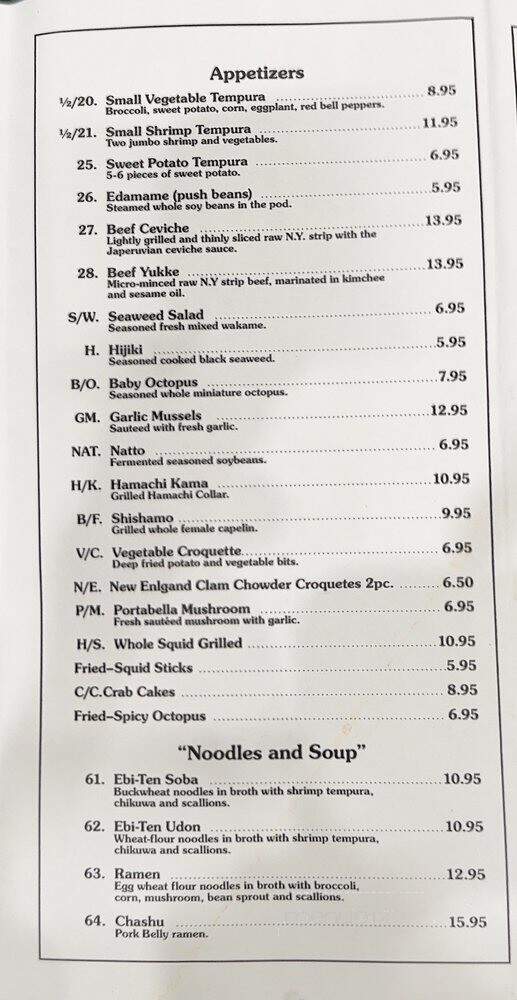 Appetizers
½/20. Small Vegetable Tempura ........ 8.95
Broccoli, sweet potato, corn, eggplant, red bell peppers.
½/21. Small Shrimp Tempura ........ 11.95
Two jumbo shrimp and vegetables.
25. Sweet Potato Tempura ........ 6.95
5-6 pieces of sweet potato.
26. Edamame (push beans) ........ 5.95
Steamed whole soy beans in the pod.
27. Beef Ceviche ........ 13.95
Lightly grilled and thinly sliced raw N.Y. strip with the
Japeruvian ceviche sauce.
28. Beef Yukke ........ 13.95
Micro-minced raw N.Y strip beef, marinated in kimchee
and sesame oil.
S/W. Seaweed Salad ........ 6.95
Seasoned fresh mixed wakame.
H. Hijiki ........ 5.95
Seasoned cooked black seaweed.
B/O. Baby Octopus ........ 7.95
Seasoned whole miniature octopus.
GM. Garlic Mussels ........ 12.95
Sauteed with fresh garlic.
NAT. Natto ........ 6.95
Fermented seasoned soybeans.
H/K. Hamachi Kama ........ 10.95
Grilled Hamachi Collar.
B/F. Shishamo ........ 9.95
Grilled whole female capelin.
V/C. Vegetable Croquette ........ 6.95
Deep fried potato and vegetable bits.
N/E. New Enlgand Clam Chowder Croquetes 2pc. ........ 6.50
P/M. Portabella Mushroom ........ 6.95
Fresh sautéed mushroom with garlic.
H/S. Whole Squid Grilled ........ 10.95
Fried–Squid Sticks ........ 5.95
C/C.Crab Cakes ........ 8.95
Fried–Spicy Octopus ........ 6.95
“Noodles and Soup”
61. Ebi-Ten Soba ........ 10.95
Buckwheat noodles in broth with shrimp tempura,
chikuwa and scallions.
62. Ebi-Ten Udon ........ 10.95
Wheat-flour noodles in broth with shrimp tempura,
chikuwa and scallions.
63. Ramen ........ 12.95
Egg wheat flour noodles in broth with broccoli,
corn, mushroom, bean sprout and scallions.
64. Chashu ........ 15.95
Pork Belly ramen.